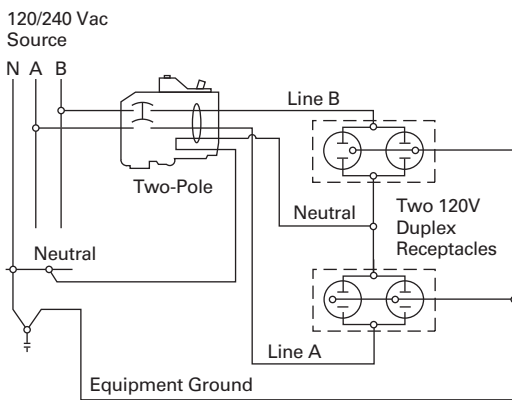 120/240 Vac
Source
N A B
Line B
Two-Pole
Neutral
Two 120V
Duplex
Receptacles
Neutral
Line A
Equipment Ground